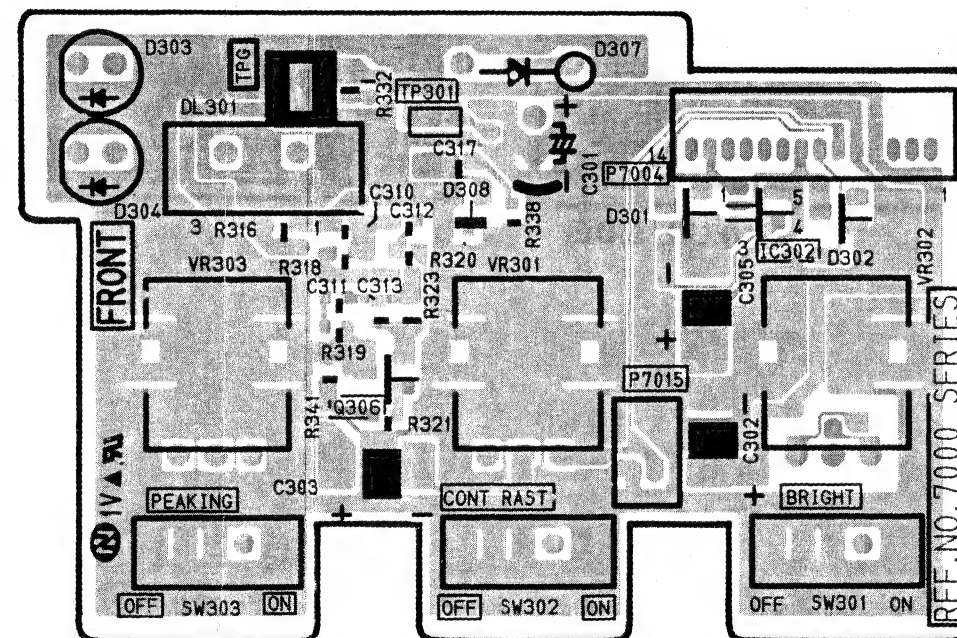 D303
TPG
D307
R332
TP301
DL301
C317
C301
14
P7004
D308
C310
D304
3
R316
1
C312
R338
D301
1
5
4
3
IC302
D302
1
VR302
FRONT
VR303
R318
R320
VR301
C305
C311
C313
R323
R319
P7015
R341
Q306
R321
C302
C303
1V
PEAKING
CONT RAST
BRIGHT
OFF
SW303
ON
OFF
SW302
ON
OFF
SW301
ON
REF.NO.7000 SERIES